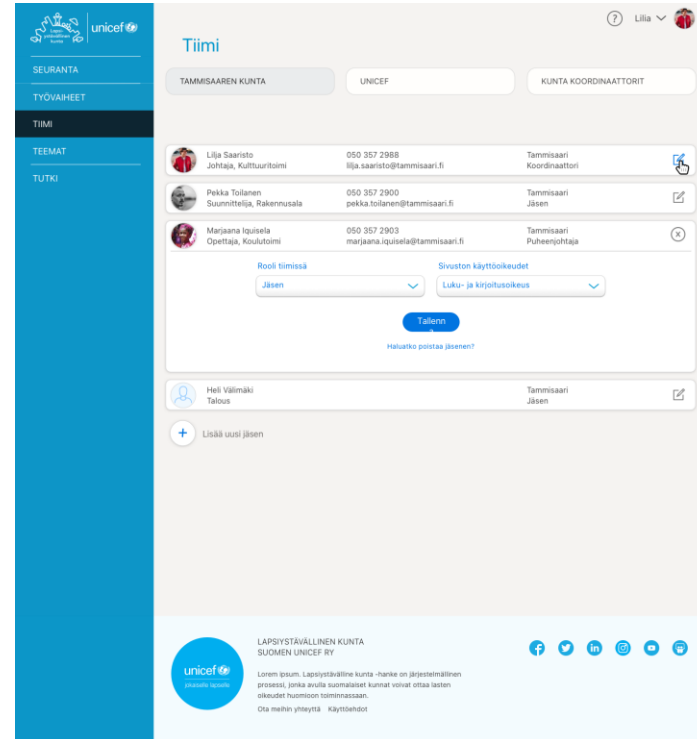 Lapsi-
ystävällinen
kunta
unicef
SEURANTA
TYÖVAIHEET
TIIMI
TEEMAT
TUTKI
?
Lilia
Tiimi
TAMMISAAREN KUNTA
UNICEF
KUNTA KOORDINAATTORIT
Lilja Saaristo
Johtaja, Kulttuuritoimi
050 357 2988
lilja.saaristo@tammisaari.fi
Tammisaari
Koordinaattori
Pekka Toilanen
Suunnittelija, Rakennusala
050 357 2900
pekka.toilanen@tammisaari.fi
Tammisaari
Jäsen
Marjaana Iquisela
Opettaja, Koulutoimi
050 357 2903
marjaana.iquisela@tammisaari.fi
Tammisaari
Puheenjohtaja
Rooli tiimissä
Jäsen
Sivuston käyttöoikeudet
Luku- ja kirjoitusoikeus
Tallenn
Haluatko poistaa jäsenen?
Heli Välimäki
Talous
Tammisaari
Jäsen
+ Lisää uusi jäsen
unicef
jokaiselle lapselle
LAPSIYSTÄVÄLLINEN KUNTA
SUOMEN UNICEF RY
Lorem ipsum. Lapsiystävälline kunta -hanke on järjesteimällinen
prosessi, jonka avulla suomalaiset kunnat voivat ottaa lasten
oikeudet huomioon toiminnassaan.
Ota meihin yhteyttä Käyttöehdot